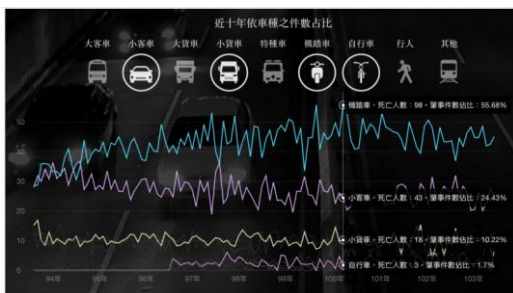 近十年依車種之件數占比
大客車 小客車 大貨車 小貨車 特種車 機踏車 自行車 行人 其他
機踏車・死亡人數:98・肇事件數佔比:55.68%
50
40
30
小客車・死亡人數:43・肇事件數佔比:24.43%
20
小貨車・死亡人數:18・肇事件數佔比:10.22%
10
自行車・死亡人數:3・肇事件數佔比:1.7%
0
94年 95年 96年 97年 98年 99年 100年 101年 102年 103年